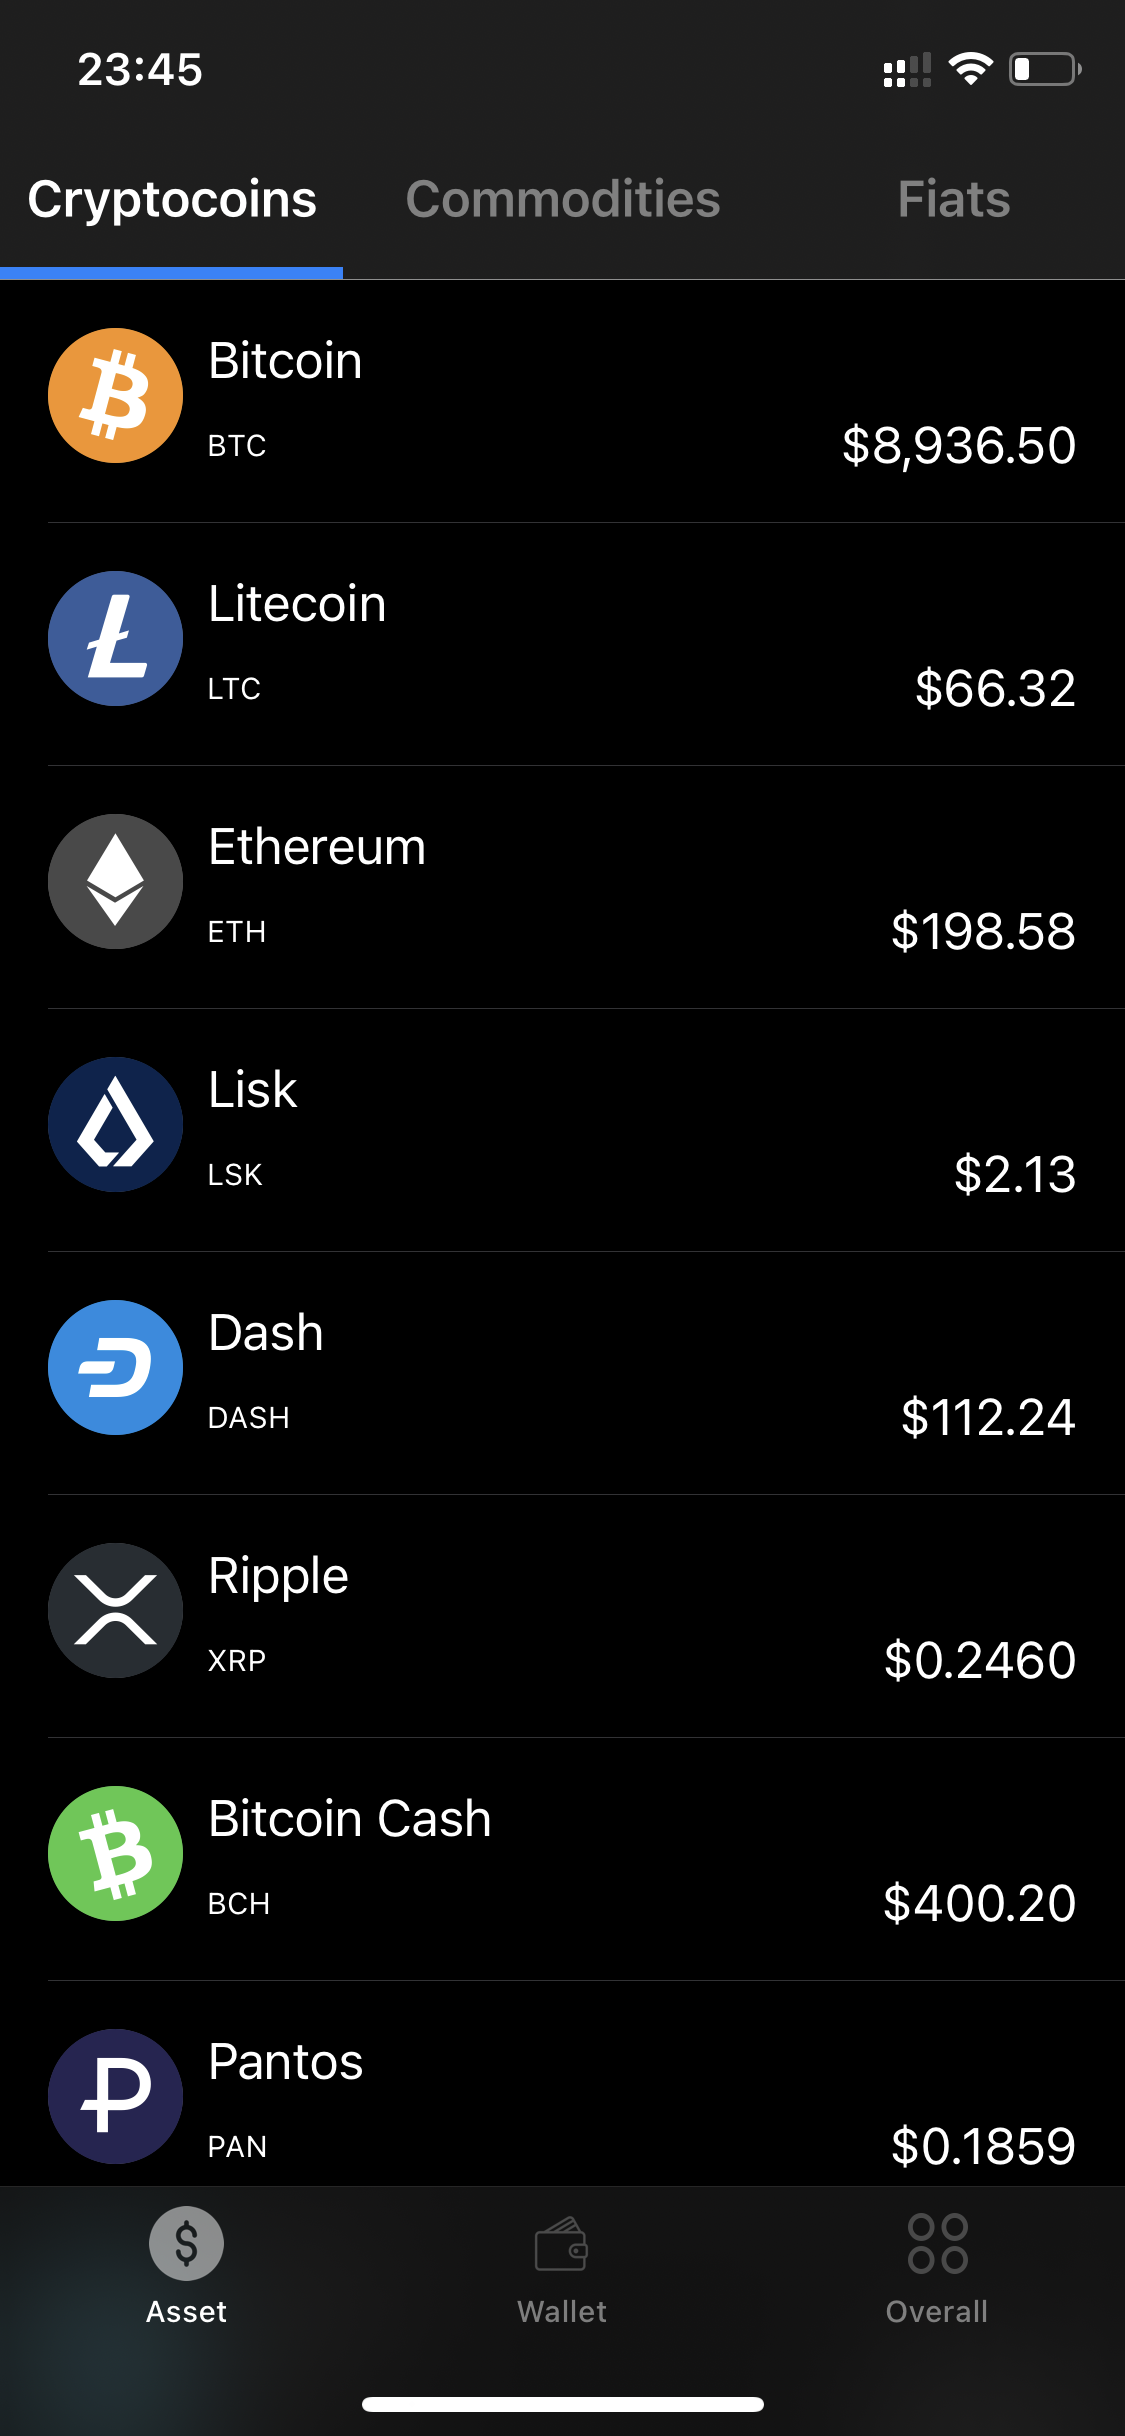 23:45
Cryptocoins Commodities Fiats
Bitcoin
BTC $8,936.50
Litecoin
LTC $66.32
Ethereum
ETH $198.58
Lisk
LSK $2.13
Dash
DASH $112.24
Ripple
XRP $0.2460
Bitcoin Cash
BCH $400.20
Pantos
PAN $0.1859
Asset Wallet Overall